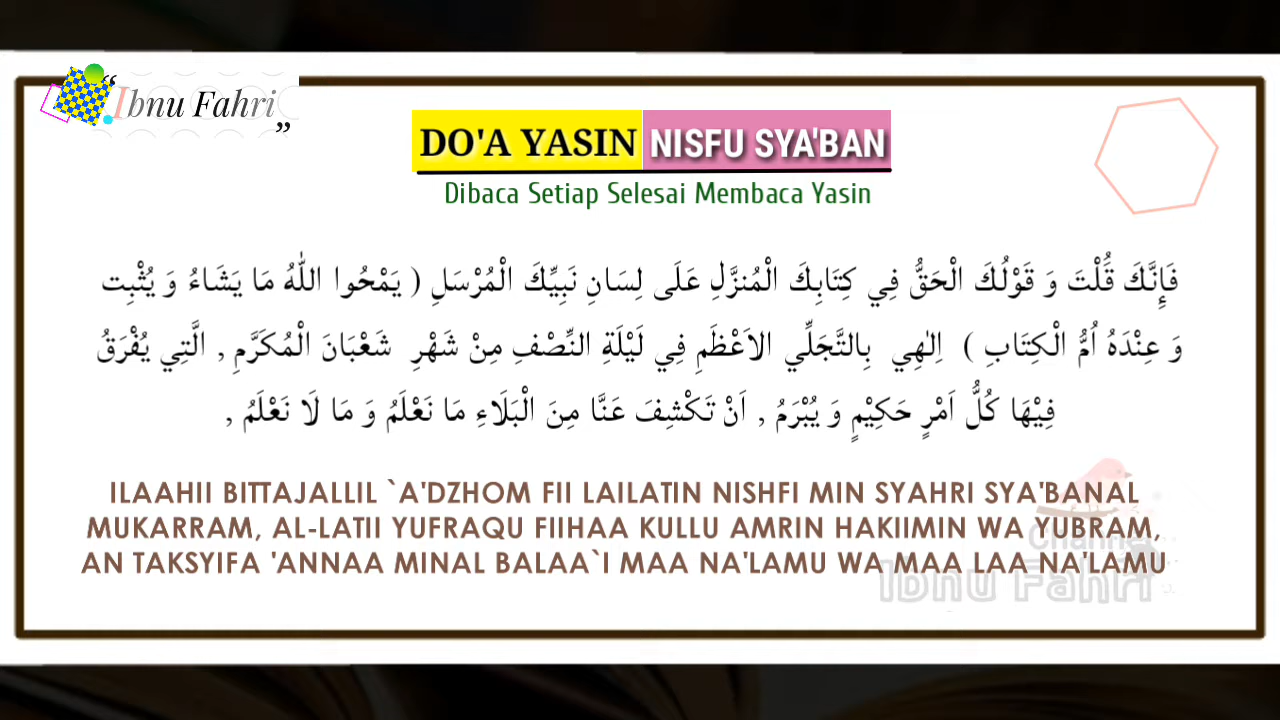 “Ibnu Fahri”
DO'A YASIN NISFU SYA'BAN
Dibaca Setiap Selesai Membaca Yasin
فَإِنَّكَ قُلْتَ وَ قَوْلُكَ الْحَقُّ فِي كِتَابِكَ الْمُنزَّلِ عَلَى لِسَانِ نَبِيِّكَ الْمُرْسَلِ ( يَمْحُوا اللهُ مَا يَشَاءُ وَ يُثْبِت
وَ عِنْدَهُ اُمُّ الْكِتَابِ ) اِلٰهِي بِالتَّجَلِّي الاَعْظَمِ فِي لَيْلَةِ النِّصْفِ مِنْ شَهْرِ شَعْبَانَ الْمُكَرَّمِ , الَّتِي يُفْرَقُ
فِيْهَا كُلُّ اَمْرٍ حَكِيْمٍ وَ يُبْرَمُ , اَنْ تَكْشِفَ عَنَّا مِنَ الْبَلَاءِ مَا نَعْلَمُ وَ مَا لَا نَعْلَمُ ,
ILAAHII BITTAJALLIL `A'DZHOM FII LAILATIN NISHFI MIN SYAHRI SYA'BANAL
MUKARRAM, AL-LATII YUFRAQU FIIHAA KULLU AMRIN HAKIIMIN WA YUBRAM,
AN TAKSYIFA 'ANNAA MINAL BALAA`I MAA NA'LAMU WA MAA LAA NA'LAMU
Channel
Ibnu Fahri